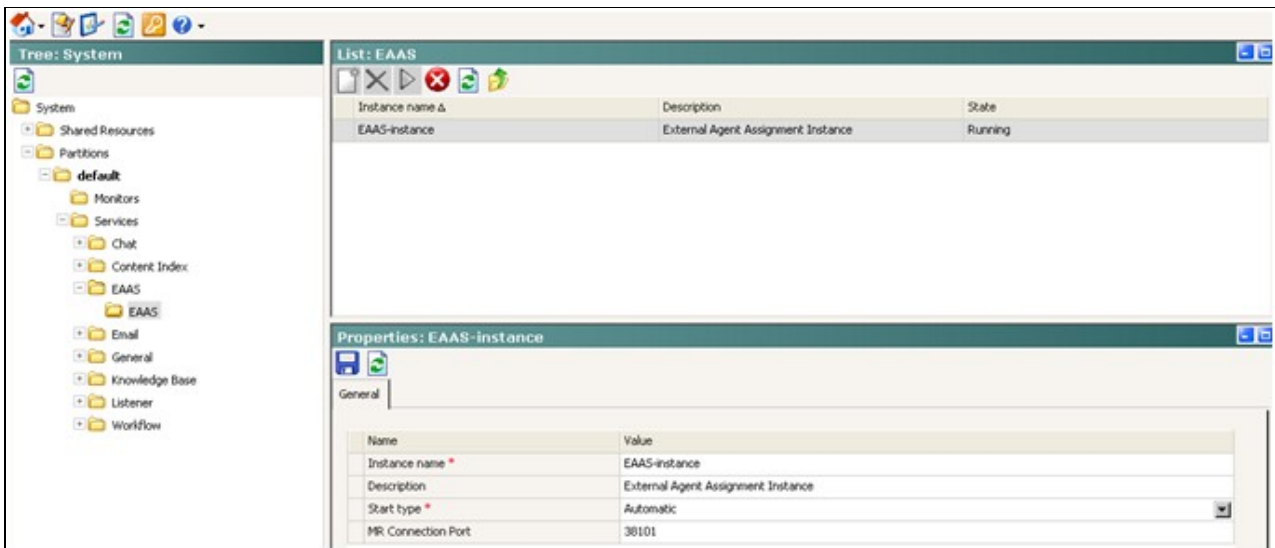 Tree: System
System
Shared Resources
Partitions
default
Monitors
Services
Chat
Content Index
EAAS
EAAS
Email
General
Knowledge Base
Listener
Workflow
List: EAAS
Instance name Description State
EAAS-instance External Agent Assignment Instance Running
Properties: EAAS-instance
General
Name Value
Instance name * EAAS-instance
Description External Agent Assignment Instance
Start type * Automatic
MR Connection Port 38101